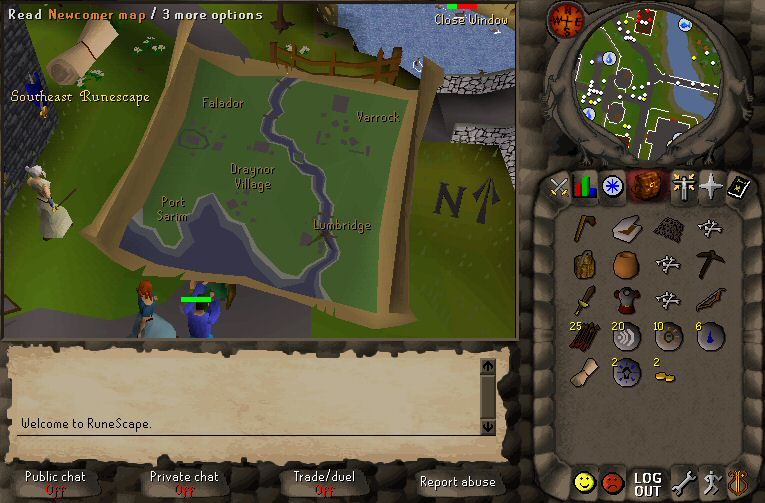 Read Newcomer map / 3 more options
Close Window
Southeast Runescape
Falador
Varrock
Draynor
Village
Port
Sarim
Lumbridge
N
N
W E
S
25
20
10
6
2
2
Welcome to RuneScape.
Public chat
Off
Private chat
Off
Trade/duel
Off
Report abuse
LOG
OUT